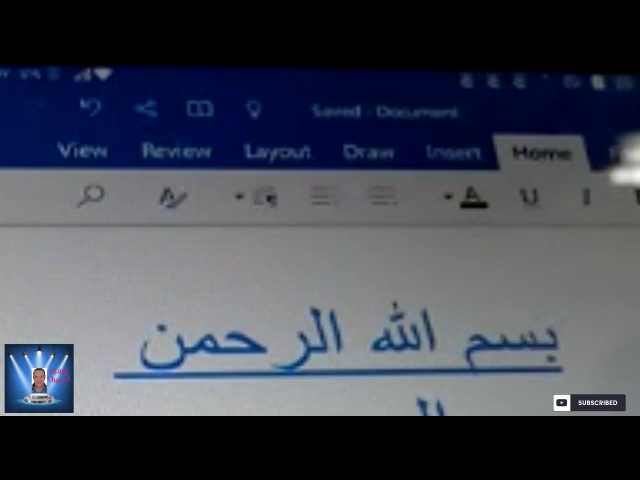 Saved - Document
View Review Layout Draw Insert Home
A U I
بسم الله الرحمن
SUBSCRIBED